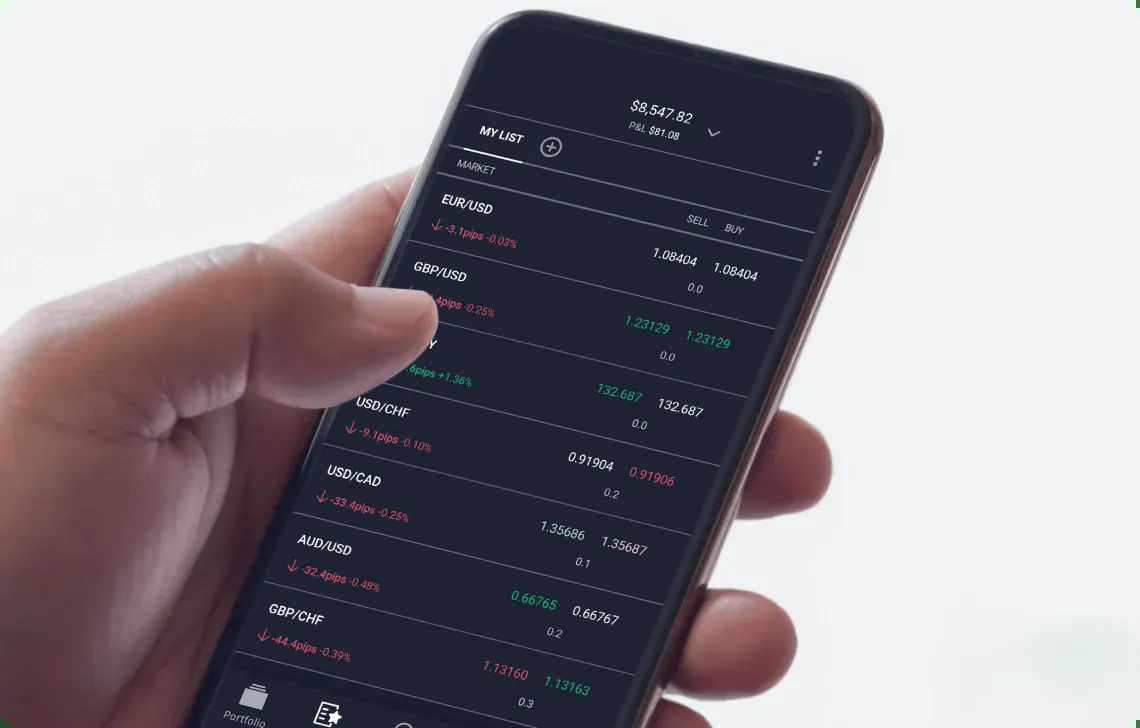 $8,547.82
P&L $81.08
MY LIST
MARKET SELL BUY
EUR/USD
-3.1pips -0.03% 1.08404 1.08404
0.0
GBP/USD
4pips -0.25% 1.23129 1.23129
0.0
Y
.6pips +1.36% 132.687 132.687
0.0
USD/CHF
-9.1pips -0.10% 0.91904 0.91906
0.2
USD/CAD
-33.4pips -0.25% 1.35686 1.35687
0.1
AUD/USD
-32.4pips -0.48% 0.66765 0.66767
0.2
GBP/CHF
-44.4pips -0.39% 1.13160 1.13163
0.3
Portfolio